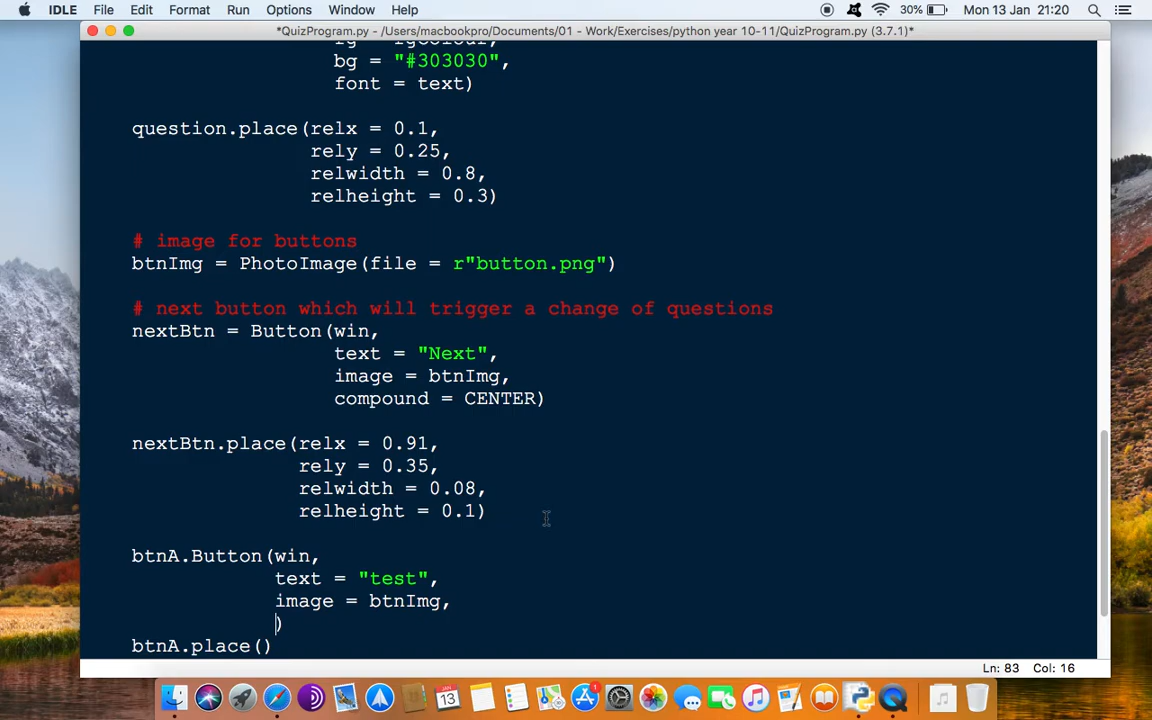 IDLE File Edit Format Run Options Window Help 30% Mon 13 Jan 21:20
*QuizProgram.py - /Users/macbookpro/Documents/01 - Work/Exercises/python year 10-11/QuizProgram.py (3.7.1)*
bg = "#303030",
font = text)
question.place(relx = 0.1,
rely = 0.25,
relwidth = 0.8,
relheight = 0.3)
# image for buttons
btnImg = PhotoImage(file = r"button.png")
# next button which will trigger a change of questions
nextBtn = Button(win,
text = "Next",
image = btnImg,
compound = CENTER)
nextBtn.place(relx = 0.91,
rely = 0.35,
relwidth = 0.08,
relheight = 0.1)
btnA.Button(win,
text = "test",
image = btnImg,
)
btnA.place()
Ln: 83 Col: 16